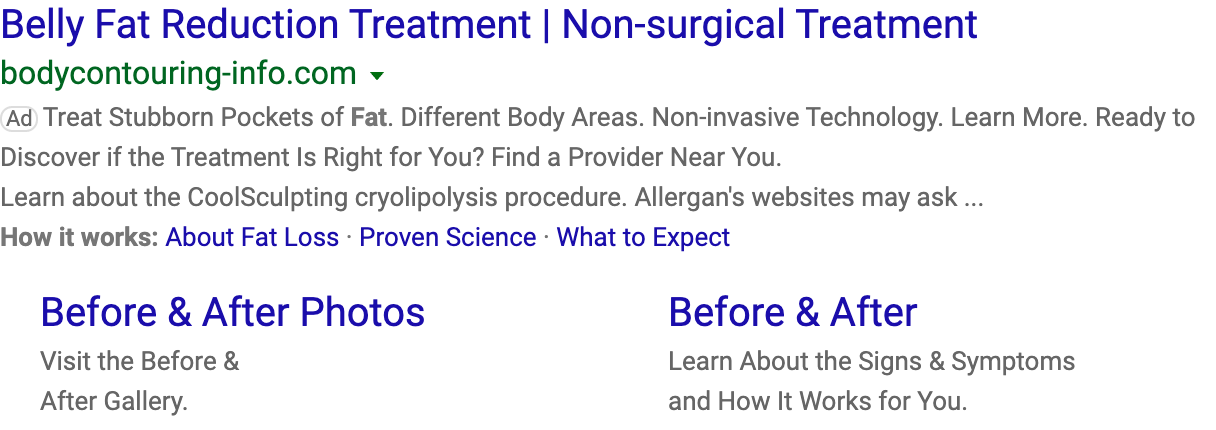 Belly Fat Reduction Treatment | Non-surgical Treatment
bodycontouring-info.com
Ad Treat Stubborn Pockets of Fat. Different Body Areas. Non-invasive Technology. Learn More. Ready to
Discover if the Treatment Is Right for You? Find a Provider Near You.
Learn about the CoolSculpting cryolipolysis procedure. Allergan's websites may ask ...
How it works: About Fat Loss · Proven Science · What to Expect
Before & After Photos
Visit the Before &
After Gallery.
Before & After
Learn About the Signs & Symptoms
and How It Works for You.